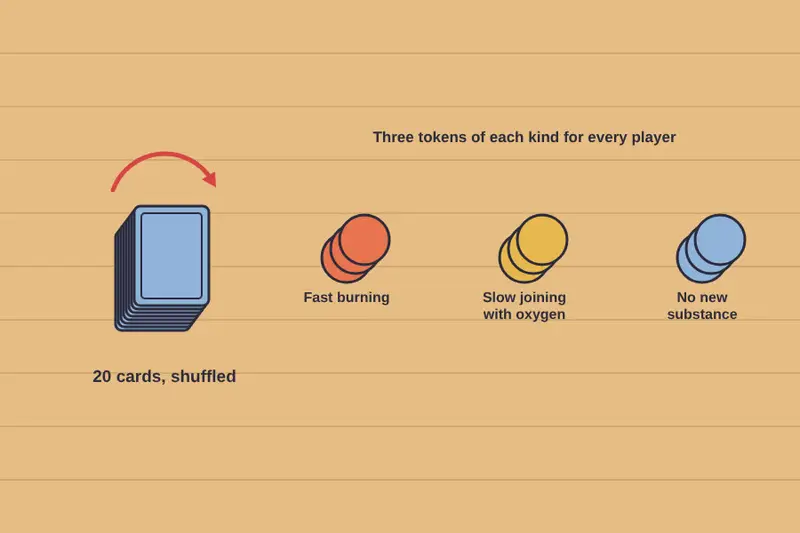 Three tokens of each kind for every player
Fast burning
Slow joining
with oxygen
No new
substance
20 cards, shuffled